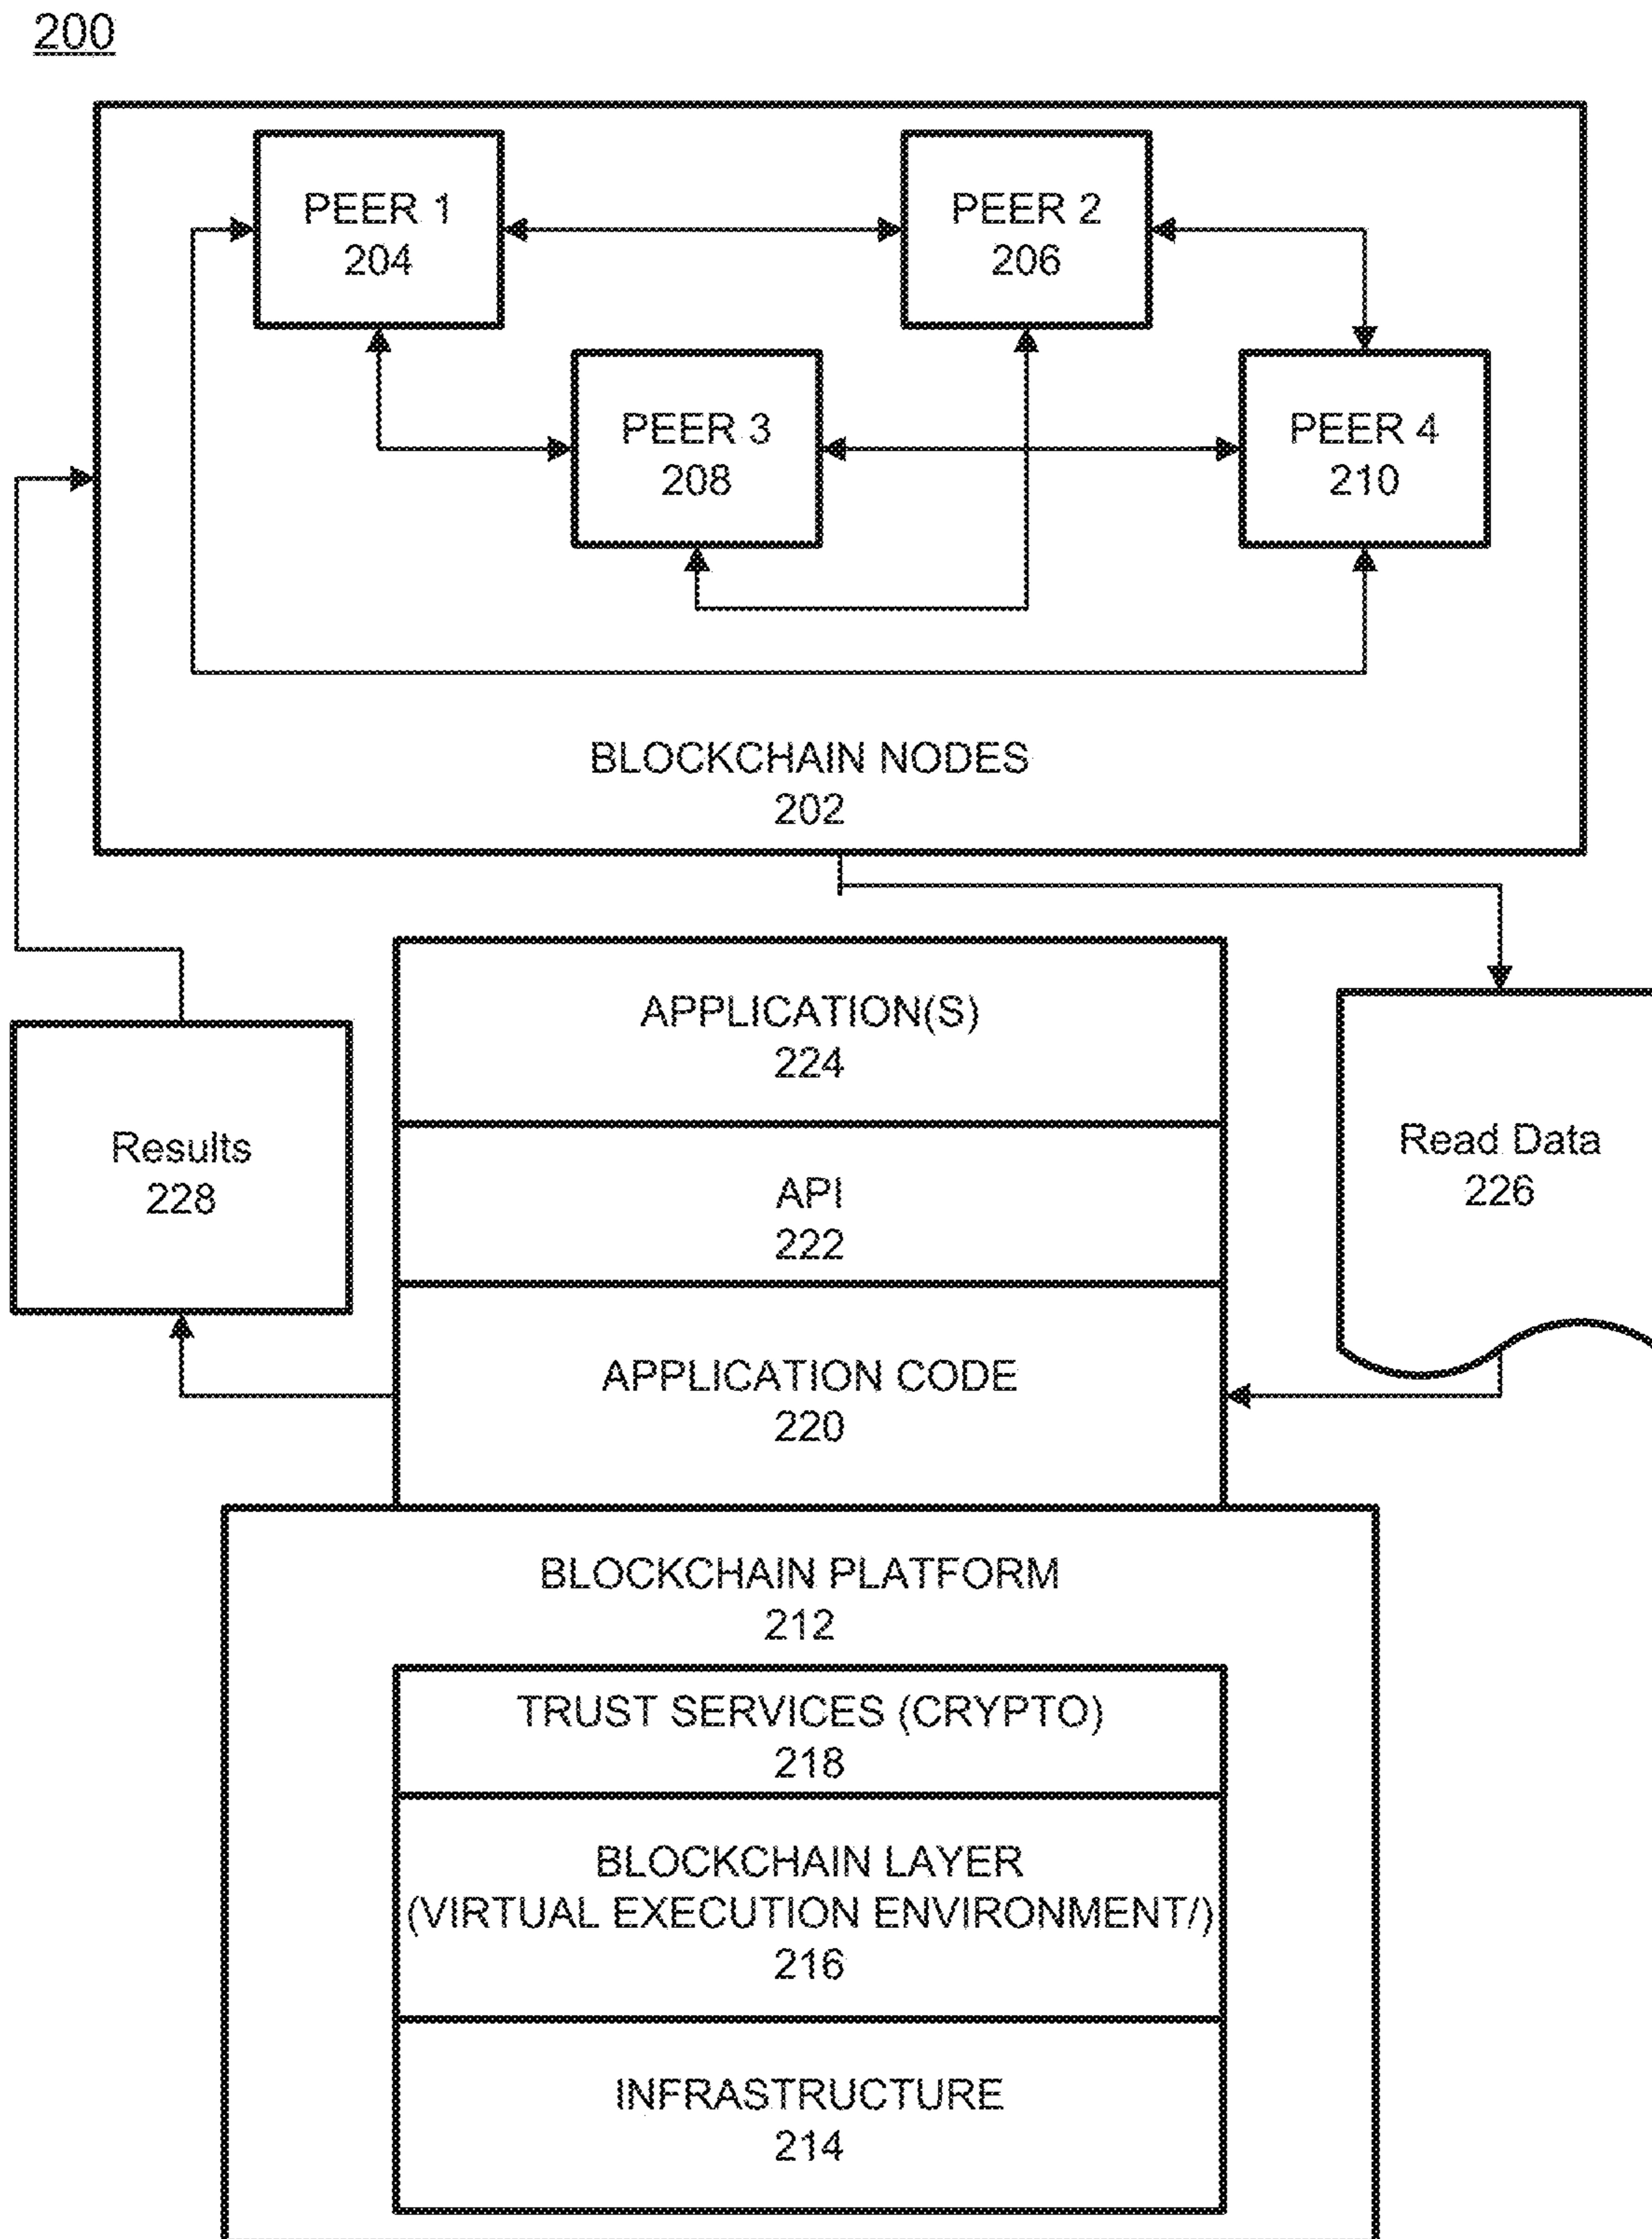 200
PEER 1
204
PEER 2
206
PEER 3
208
PEER 4
210
BLOCKCHAIN NODES
202
APPLICATION(S)
224
Results
228
API
222
Read Data
226
APPLICATION CODE
220
BLOCKCHAIN PLATFORM
212
TRUST SERVICES (CRYPTO)
218
BLOCKCHAIN LAYER
(VIRTUAL EXECUTION ENVIRONMENT/)
216
INFRASTRUCTURE
214